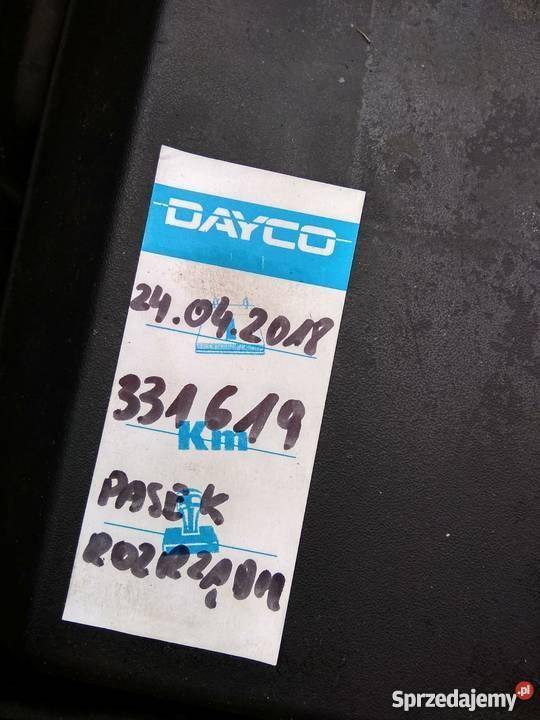 DAYCO
24.04.2018
331619
Km
PASEK
ROZRZĄDU
Sprzedajemy.pl